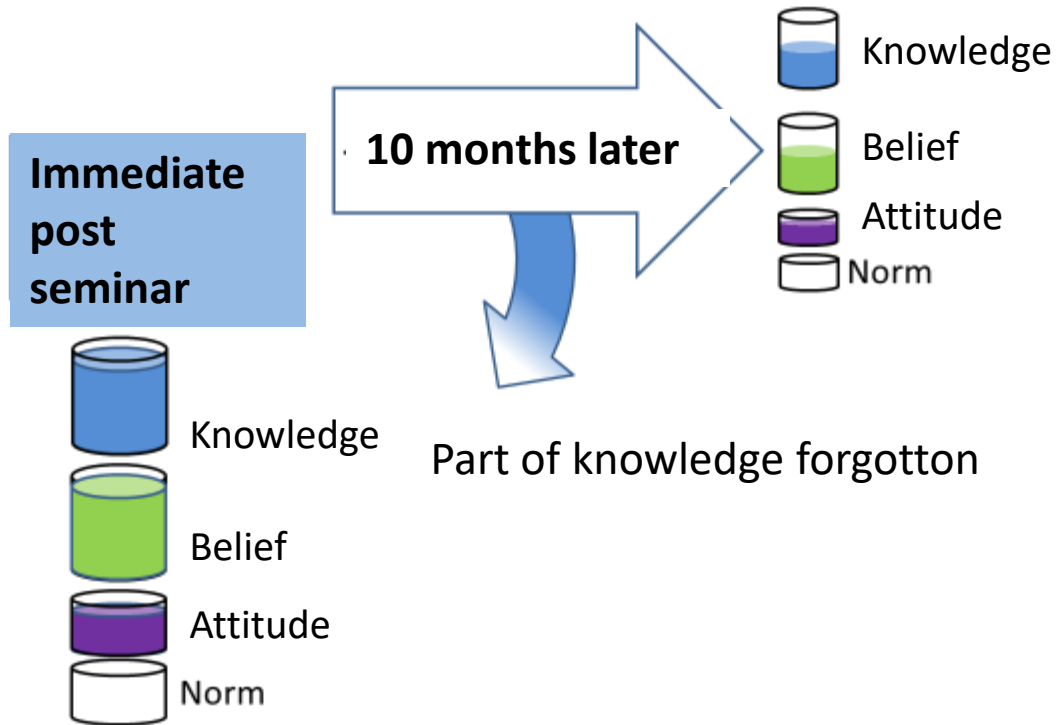 Immediate
post
seminar
Knowledge
Belief
Attitude
Norm
10 months later
Part of knowledge forgotton
Knowledge
Belief
Attitude
Norm